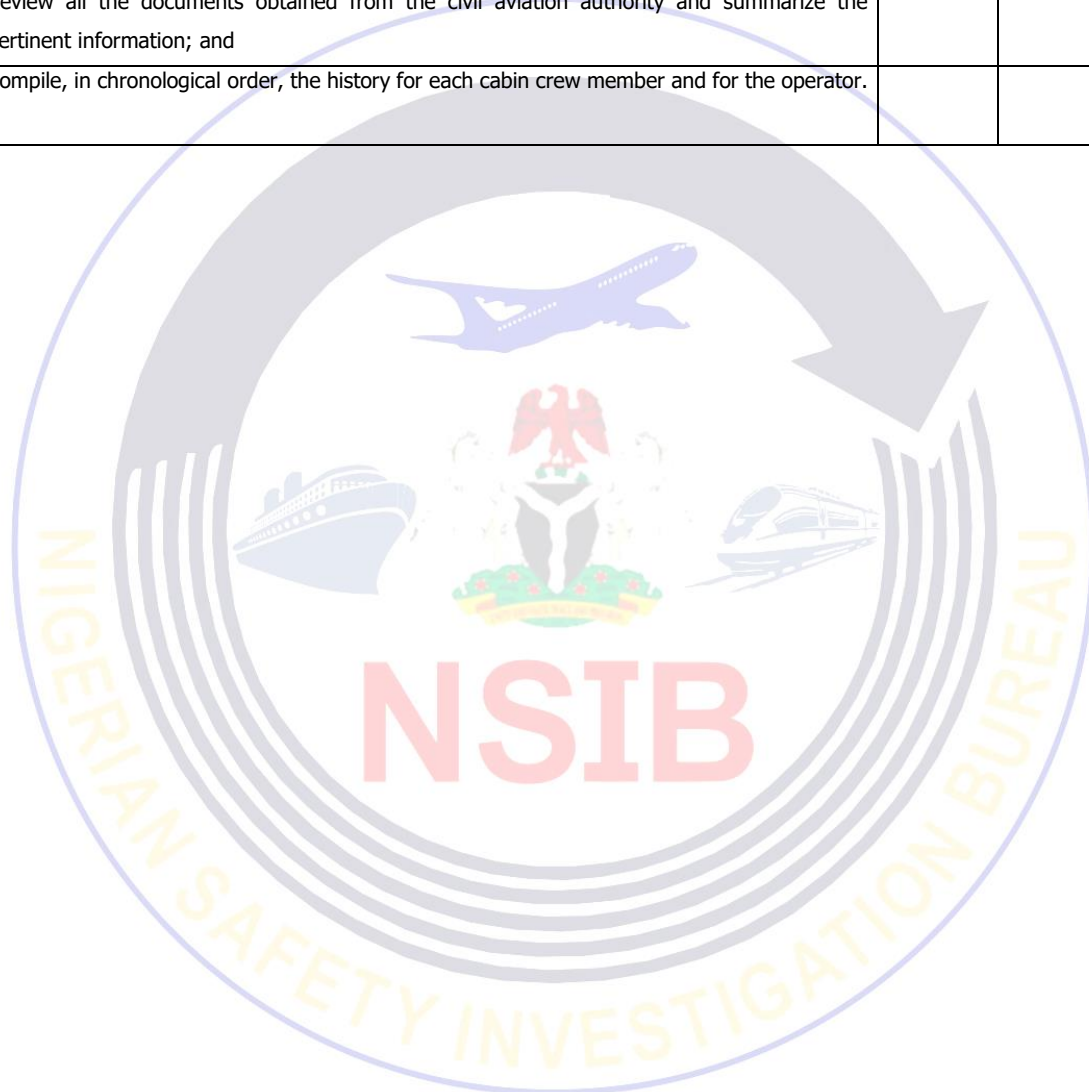 eview all the documents obtained from the civil aviation authority and summarize the
ertinent information; and
ompile, in chronological order, the history for each cabin crew member and for the operator.
NSIB
NIGERIAN SAFETY INVESTIGATION BUREAU